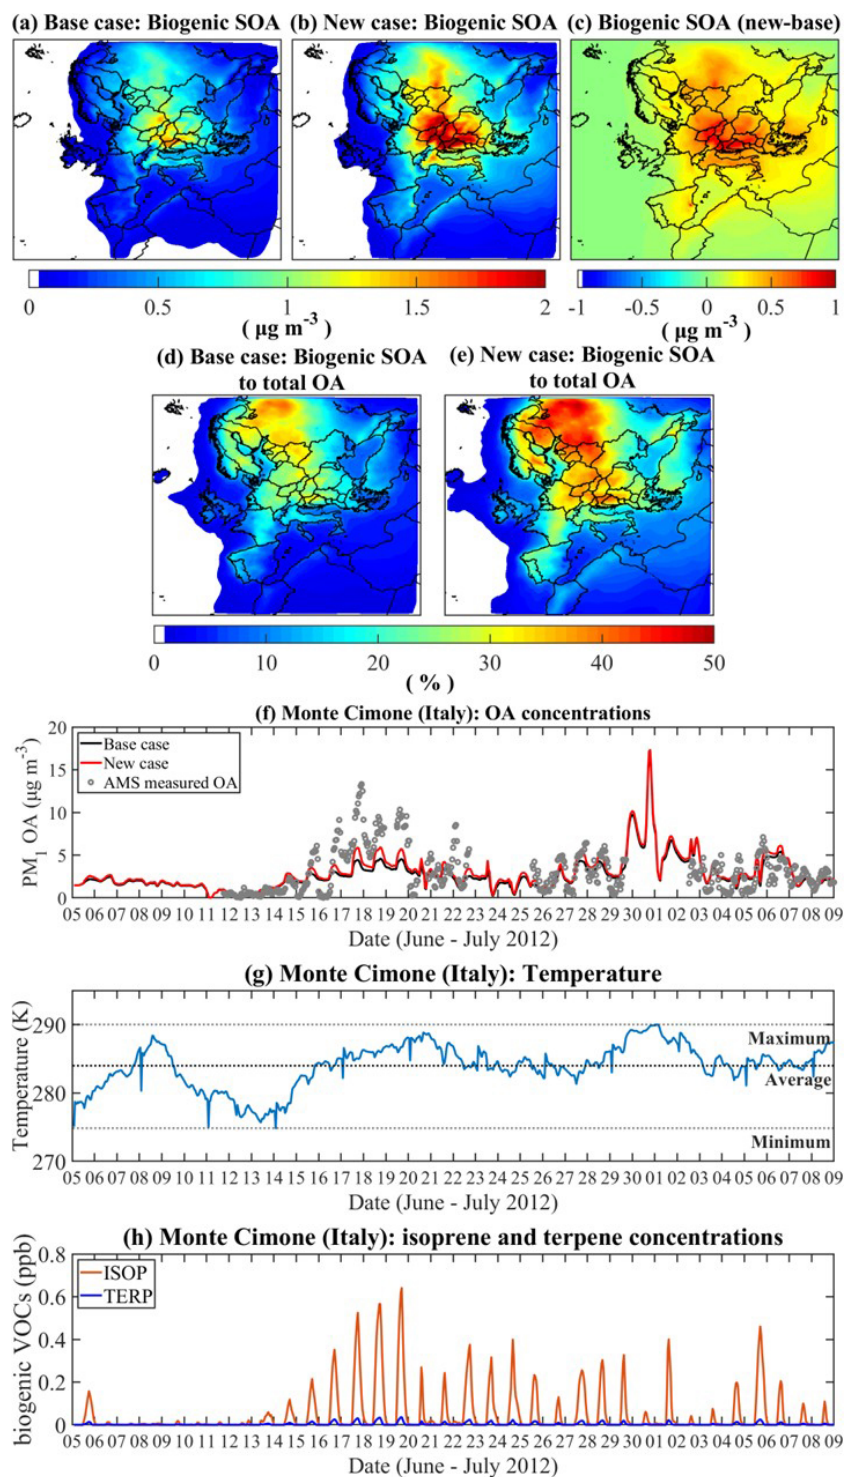 (a) Base case: Biogenic SOA (b) New case: Biogenic SOA (c) Biogenic SOA (new-base)
0 0.5 1 1.5 2 -1 -0.5 0 0.5 1
( µg m-3 ) ( µg m-3 )
(d) Base case: Biogenic SOA (e) New case: Biogenic SOA
to total OA to total OA
0 10 20 30 40 50
( % )
(f) Monte Cimone (Italy): OA concentrations
PM1 OA (µg m-3)
20
15
10
5
0
Base case
New case
AMS measured OA
05 06 07 09 10 11 12 13 14 15 16 17 18 19 20 21 22 23 24 25 26 27 28 29 30 01 02 03 04 05 06 07 08 09
Date (June - July 2012)
(g) Monte Cimone (Italy): Temperature
Temperature (K)
290
280
270
Maximum
Average
Minimum
05 06 07 08 09 10 11 12 13 14 15 16 17 18 19 20 21 22 23 24 25 26 27 28 29 30 01 02 03 04 05 06 07 08 09
Date (June - July 2012)
(h) Monte Cimone (Italy): isoprene and terpene concentrations
biogenic VOCs (ppb)
0.8
0.6
0.4
0.2
0
ISOP
TERP
05 06 07 08 09 10 11 12 13 14 15 16 17 18 19 20 21 22 23 24 25 26 27 28 29 30 01 02 03 04 05 06 07 08 09
Date (June - July 2012)